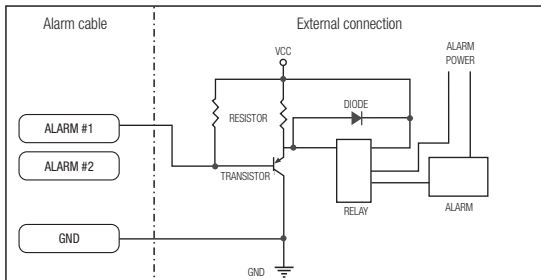 Alarm cable
External connection
VCC
ALARM
POWER
DIODE
RESISTOR
ALARM #1
ALARM #2
TRANSISTOR
RELAY
ALARM
GND
GND